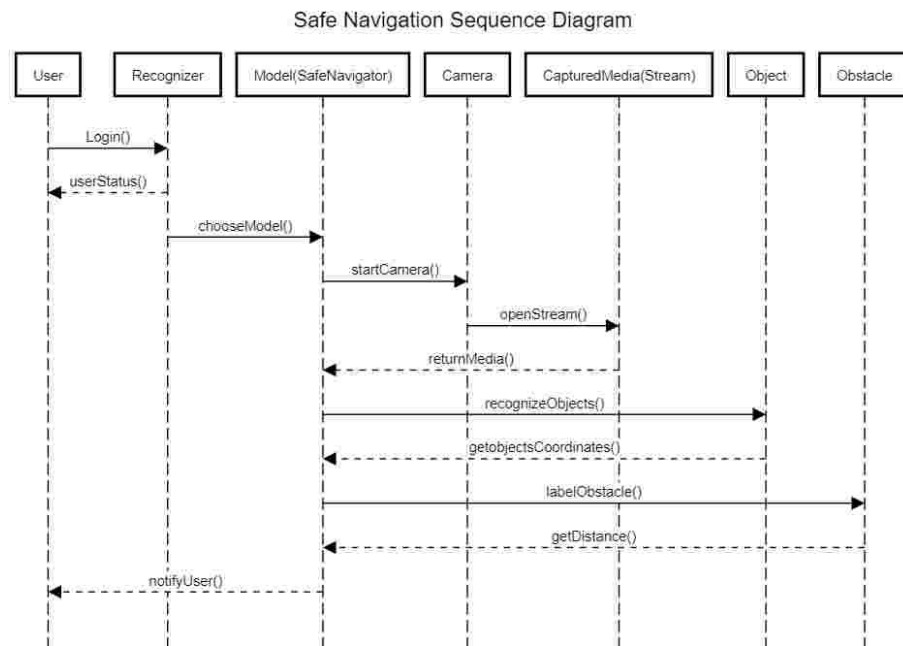 Safe Navigation Sequence Diagram
User
Recognizer
Model(SafeNavigator)
Camera
CapturedMedia(Stream)
Object
Obstacle
Login()
userStatus()
chooseModel()
startCamera()
openStream()
returnMedia()
recognizeObjects()
getobjectsCoordinates()
labelObstacle()
getDistance()
notifyUser()